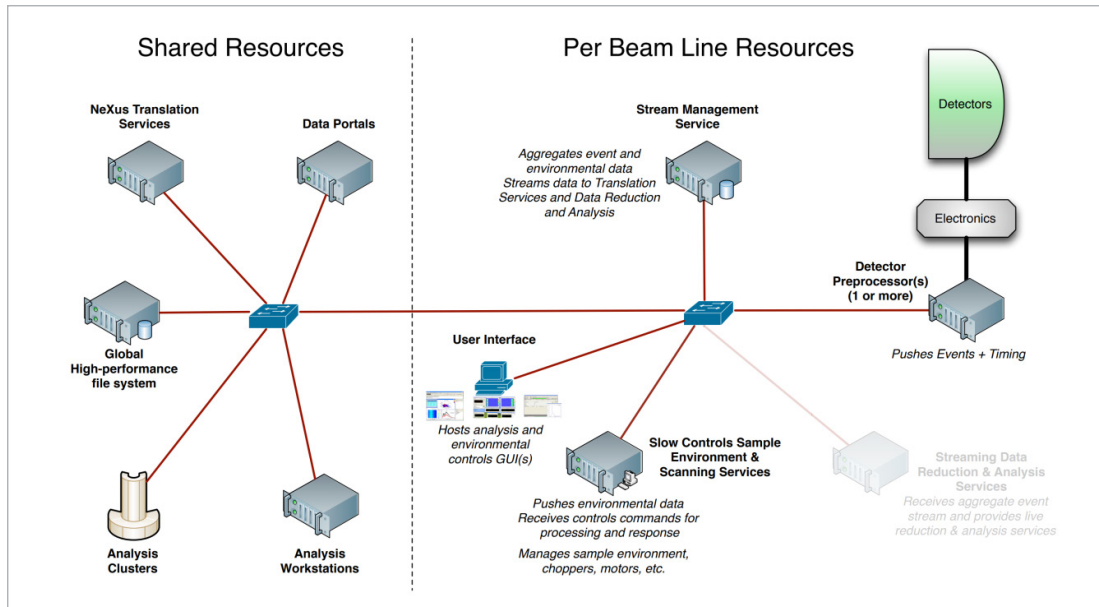 Shared Resources
Per Beam Line Resources
NeXus Translation
Services
Data Portals
Global
High-performance
file system
Analysis
Clusters
Analysis
Workstations
Stream Management
Service
Aggregates event and
environmental data
Streams data to Translation
Services and Data Reduction
and Analysis
Detectors
Electronics
Detector
Preprocessor(s)
(1 or more)
Pushes Events + Timing
User Interface
Hosts analysis and
environmental
controls GUI(s)
Slow Controls Sample
Environment &
Scanning Services
Pushes environmental data
Receives controls commands for
processing and response
Manages sample environment,
choppers, motors, etc.
Streaming Data
Reduction & Analysis
Services
Receives aggregate event
stream and provides live
reduction & analysis services